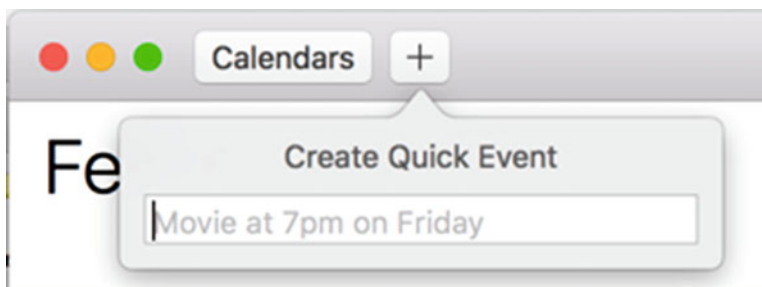 Calendars +
Fe
Create Quick Event
Movie at 7pm on Friday